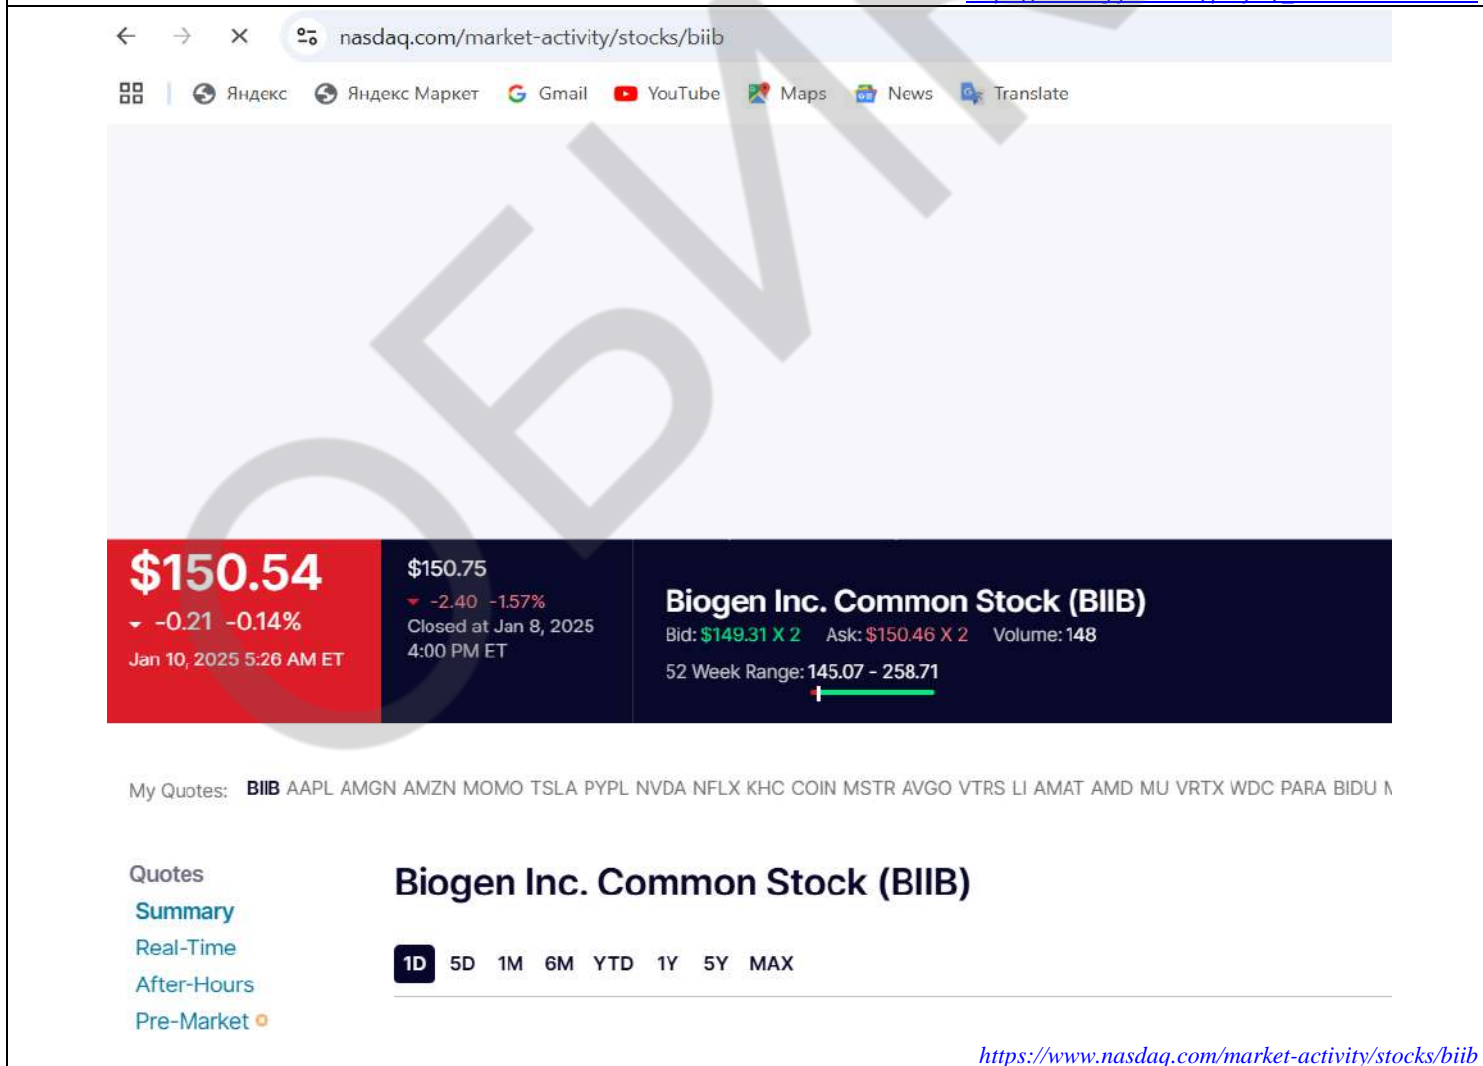 nasdaq.com/market-activity/stocks/biib
Яндекс Яндекс Маркет Gmail YouTube Maps News Translate
$150.54
-0.21 -0.14%
Jan 10, 2025 5:26 AM ET
$150.75
-2.40 -1.57%
Closed at Jan 8, 2025
4:00 PM ET
Biogen Inc. Common Stock (BIIB)
Bid: $149.31 X 2 Ask: $150.46 X 2 Volume: 148
52 Week Range: 145.07 - 258.71
My Quotes: BIIB AAPL AMGN AMZN MOMO TSLA PYPL NVDA NFLX KHC COIN MSTR AVGO VTRS LI AMAT AMD MU VRTX WDC PARA BIDU
Quotes
Summary
Real-Time
After-Hours
Pre-Market
Biogen Inc. Common Stock (BIIB)
1D 5D 1M 6M YTD 1Y 5Y MAX
https://www.nasdaq.com/market-activity/stocks/biib